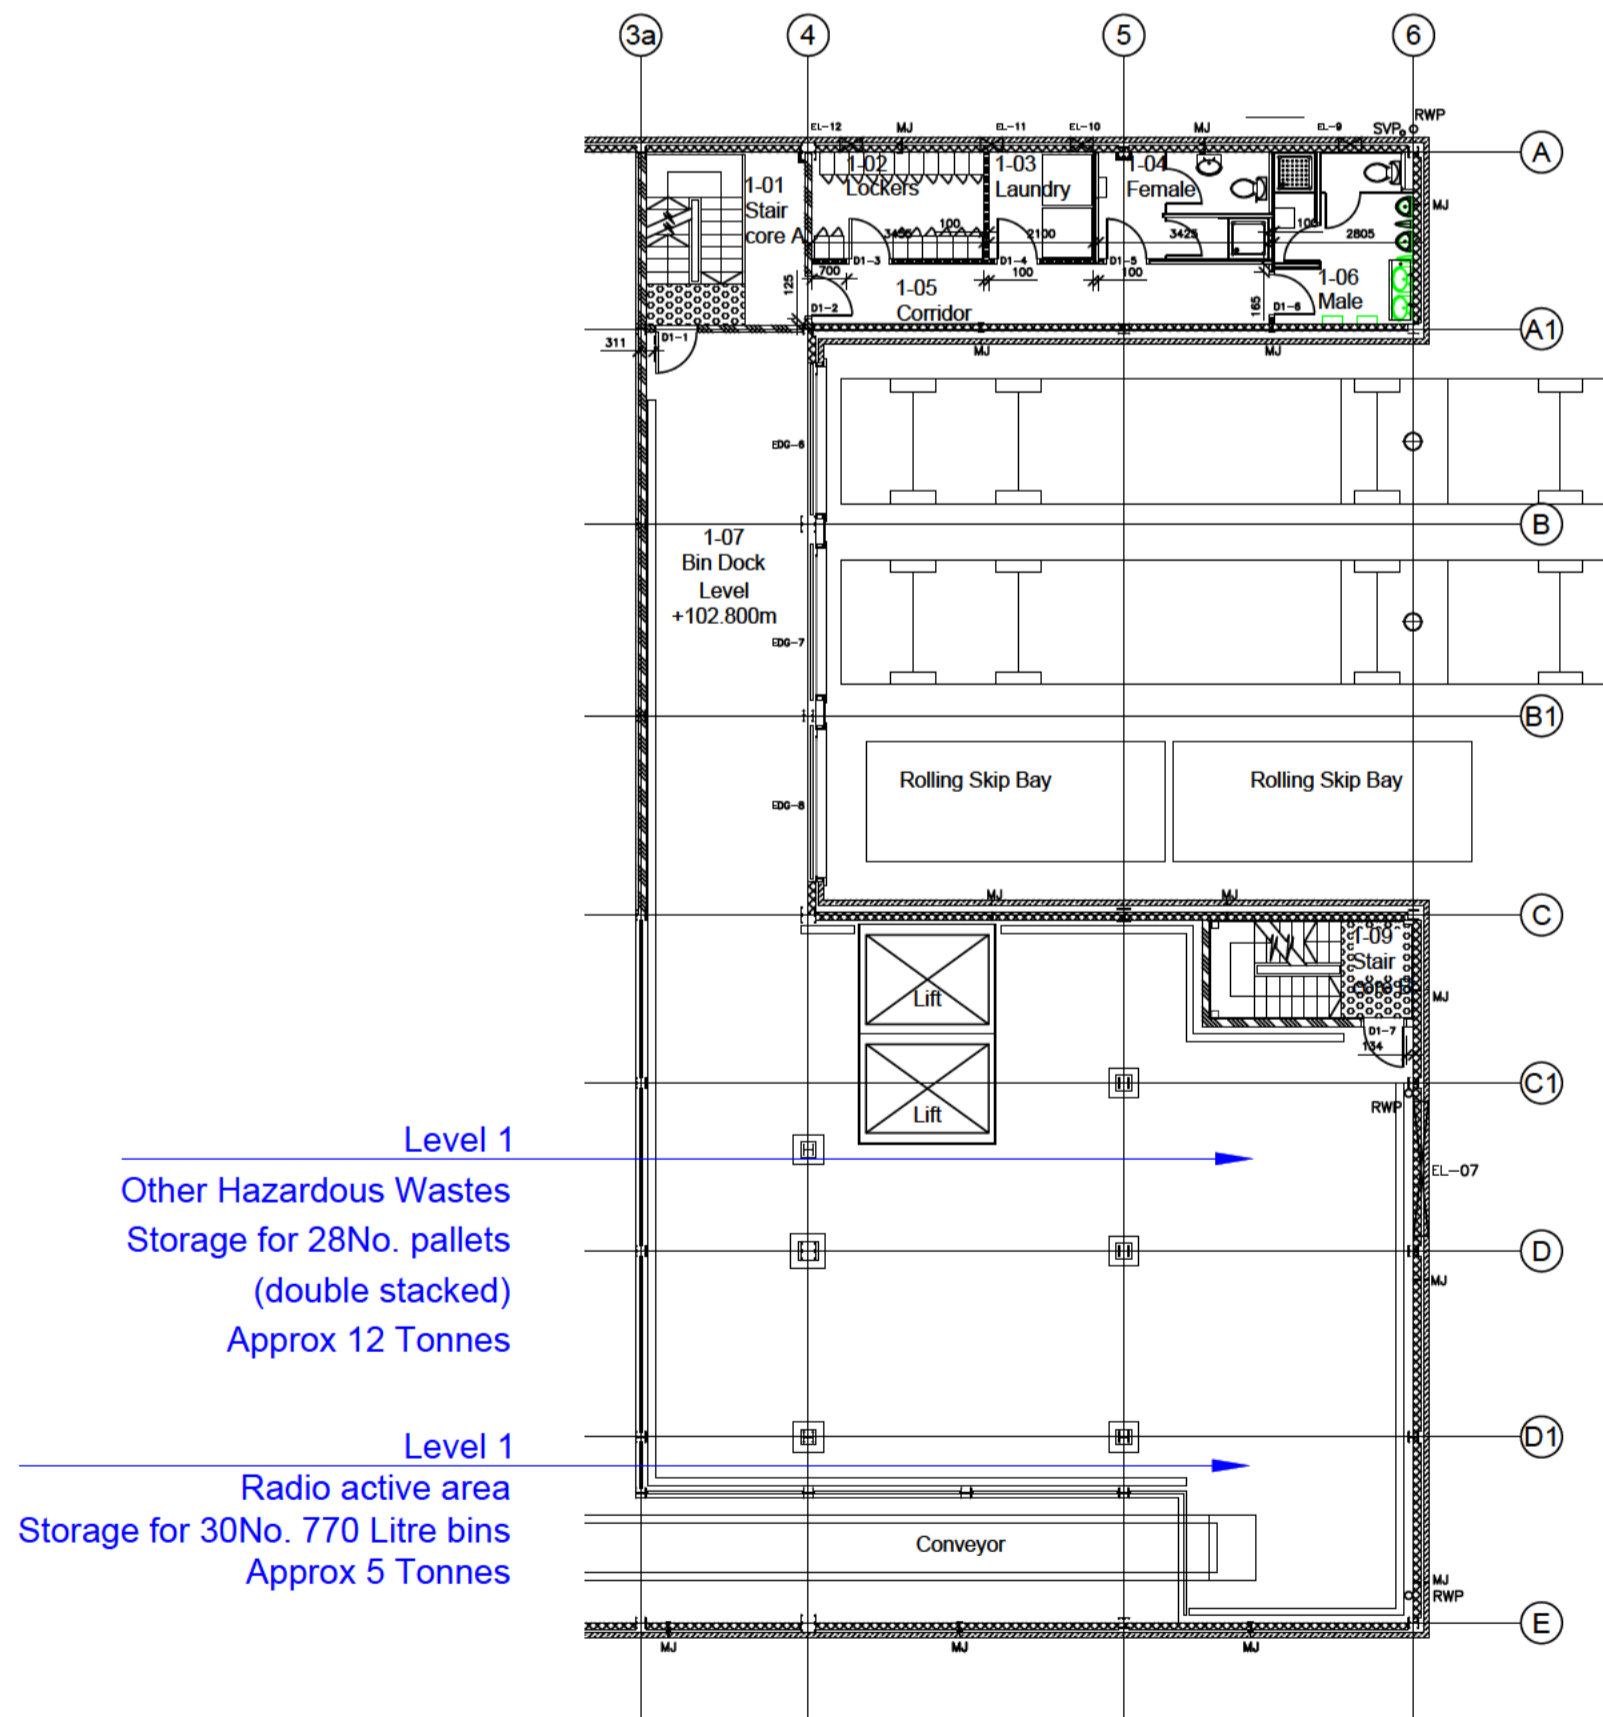 3a
4
5
6
RWP
EL-12
MJ
EL-11
EL-10
MJ
EL-9
SVP
A
1-01
Stair
core A
1-02
Lockers
1-03
Laundry
1-04
Female
MJ
3455
100
2100
3425
100
2805
700
D1-3
D1-4
100
D1-5
100
125
D1-2
1-05
Corridor
165
D1-6
1-06
Male
A1
311
D1-1
MJ
MJ
EDG-6
B
1-07
Bin Dock
Level
+102.800m
EDG-7
B1
Rolling Skip Bay
Rolling Skip Bay
EDG-8
MJ
MJ
C
1-09
Stair
Lift
MJ
D1-7
134
C1
Lift
RWP
Level 1
EL-07
Other Hazardous Wastes
Storage for 28No. pallets
(double stacked)
Approx 12 Tonnes
D
MJ
D1
Level 1
Radio active area
Storage for 30No. 770 Litre bins
Approx 5 Tonnes
Conveyor
MJ
RWP
E
MJ
MJ
MJ